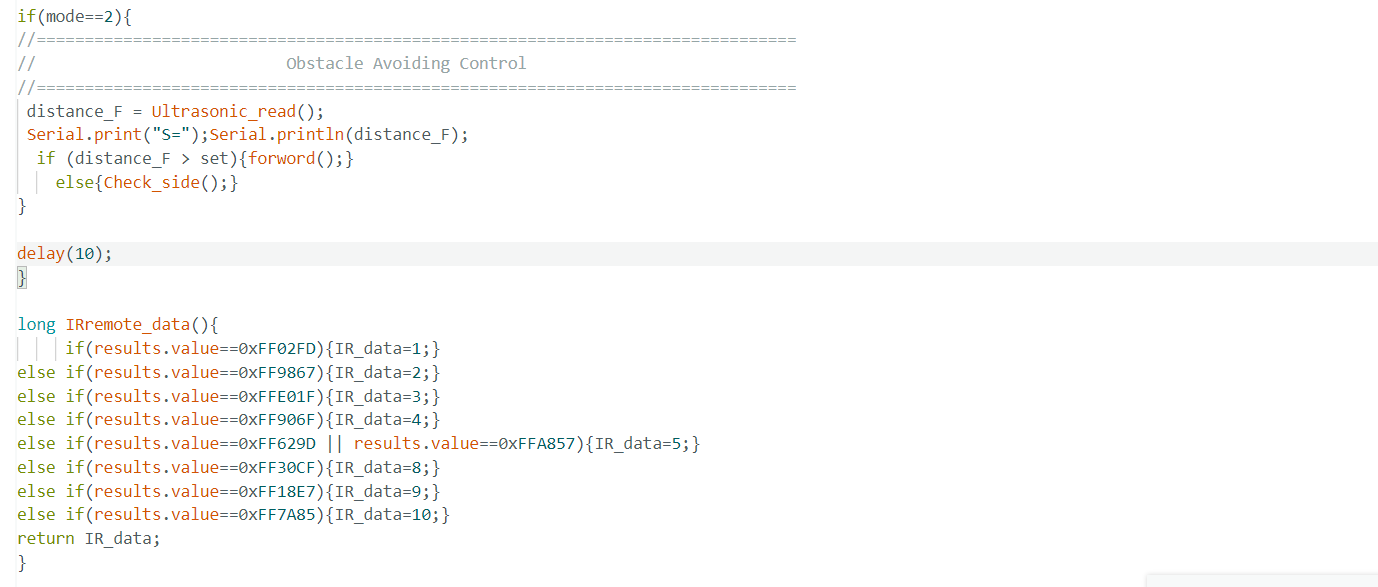 if(mode==2){
//===============================================================================
//                          Obstacle Avoiding Control
//===============================================================================
 distance_F = Ultrasonic_read();
 Serial.print("S=");Serial.println(distance_F);
  if (distance_F > set){forword();}
    else{Check_side();}
}

delay(10);
}

long IRremote_data(){
     if(results.value==0xFF02FD){IR_data=1;}
else if(results.value==0xFF9867){IR_data=2;}
else if(results.value==0xFFE01F){IR_data=3;}
else if(results.value==0xFF906F){IR_data=4;}
else if(results.value==0xFF629D || results.value==0xFFA857){IR_data=5;}
else if(results.value==0xFF30CF){IR_data=8;}
else if(results.value==0xFF18E7){IR_data=9;}
else if(results.value==0xFF7A85){IR_data=10;}
return IR_data;
}